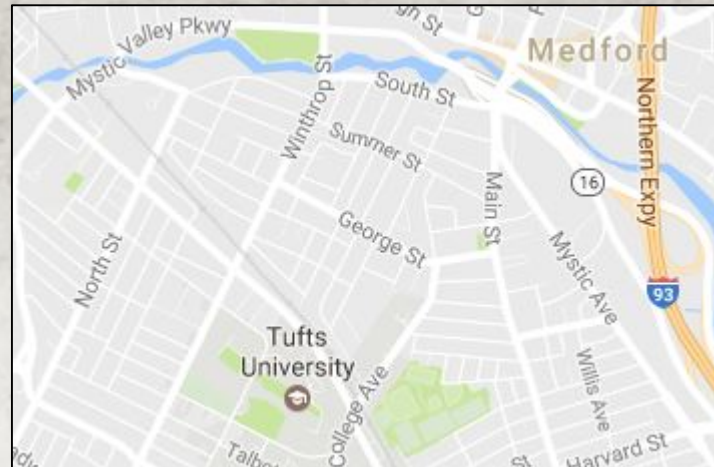 Mystic Valley Pkwy
Medford
Winthrop St
South St
Summer St
Northern Expy
16
Main St
George St
North St
Mystic Ave
93
Tufts
University
Willis Ave
College Ave
Harvard St